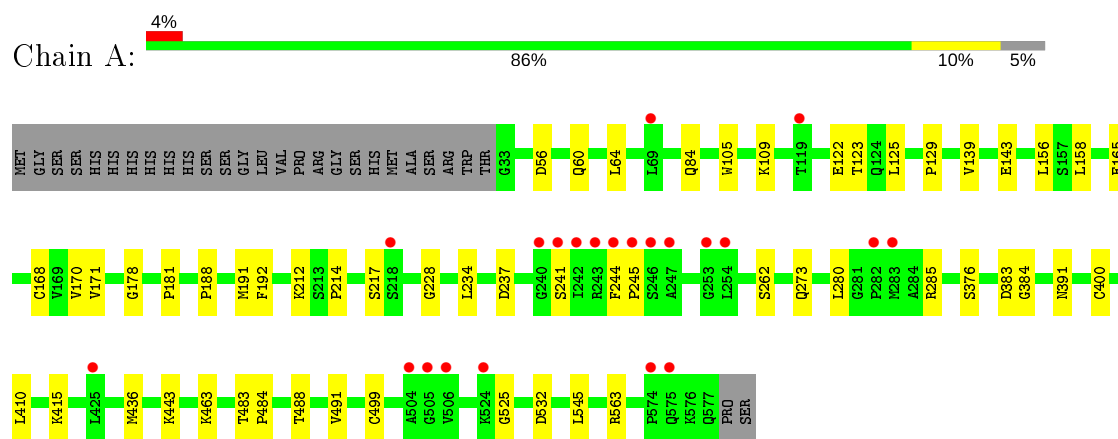 4%
Chain A:
86% 10% 5%
MET GLY SER SER HIS HIS HIS HIS HIS HIS SER SER GLY LEU VAL PRO ARG GLY SER HIS MET ALA SER ARG TRP THR G33 D56 Q60 L64 L69 Q84 W105 K109 T119 E122 T123 Q124 L125 P129 V139 E143 L156 S157 L158
C168 V169 V170 V171 G178 P181 P188 M191 F192 K212 S213 P214 S217 S218 G228 L234 D237 G240 S241 I242 R243 F244 P245 S246 A247 G253 L254 S262 Q273 L280 G281 P282 M283 A284 R285 S376 D383 G384 N391 C400
L410 K415 L425 M436 K443 K463 T483 P484 T488 V491 C499 A504 G505 V506 K524 G525 D532 L545 R563 P574 Q575 K576 Q577 PRO SER